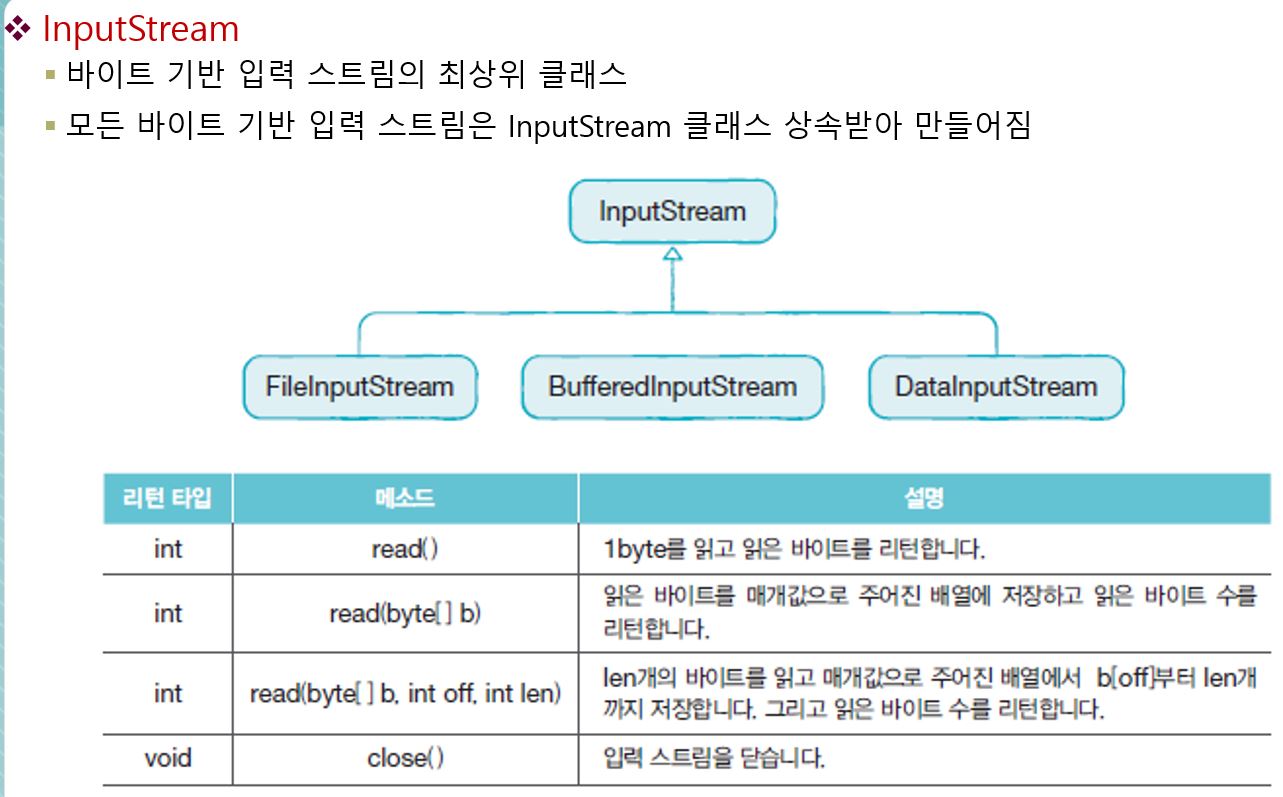 InputStream
바이트 기반 입력 스트림의 최상위 클래스
모든 바이트 기반 입력 스트림은 InputStream 클래스 상속받아 만들어짐
InputStream
FileInputStream BufferedInputStream DataInputStream
리턴 타입 메소드 설명
int read() 1byte를 읽고 읽은 바이트를 리턴합니다.
int read(byte[ ] b) 읽은 바이트를 매개값으로 주어진 배열에 저장하고 읽은 바이트 수를
리턴합니다.
int read(byte[ ] b, int off, int len) len개의 바이트를 읽고 매개값으로 주어진 배열에서 b[off]부터 len개
까지 저장합니다. 그리고 읽은 바이트 수를 리턴합니다.
void close() 입력 스트림을 닫습니다.